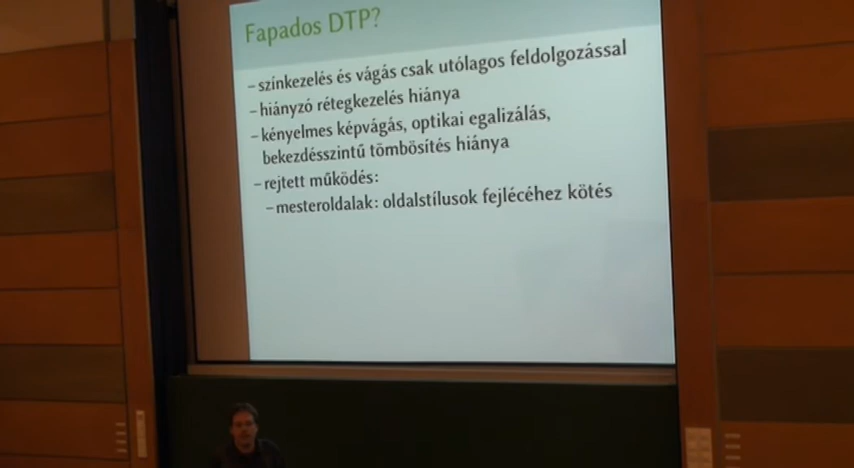 Fapados DTP?
– színkezelés és vágás csak utólagos feldolgozással
– hiányzó rétegkezelés hiánya
– kényelmes képvágás, optikai egalizálás,
bekezdésszintű tömbösítés hiánya
– rejtett működés:
– mesteroldalak: oldalstílusok fejlécéhez kötés